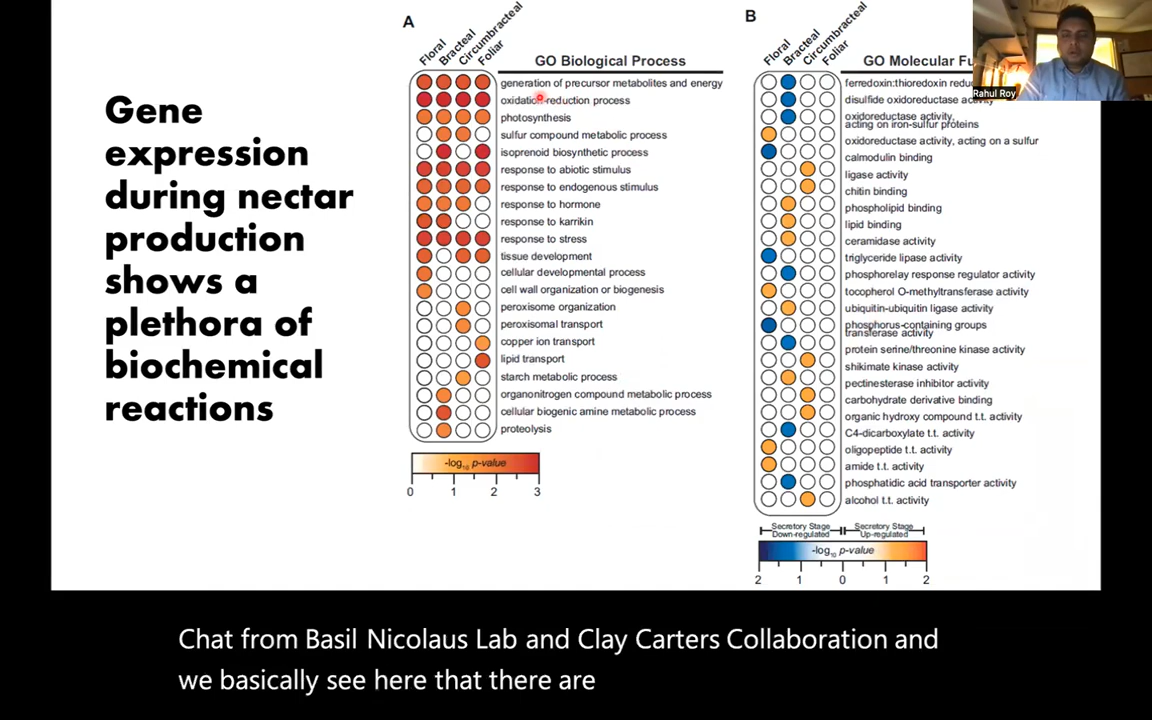 Gene
expression
during nectar
production
shows a
plethora of
biochemical
reactions
A
Floral
Bracteal
Circumbracteal
Foliar
GO Biological Process
generation of precursor metabolites and energy
oxidation-reduction process
photosynthesis
sulfur compound metabolic process
isoprenoid biosynthetic process
response to abiotic stimulus
response to endogenous stimulus
response to hormone
response to karrikin
response to stress
tissue development
cellular developmental process
cell wall organization or biogenesis
peroxisome organization
peroxisomal transport
copper ion transport
lipid transport
starch metabolic process
organonitrogen compound metabolic process
cellular biogenic amine metabolic process
proteolysis
-log10 p-value
0 1 2 3
B
Floral
Bracteal
Circumbracteal
Foliar
GO Molecular Fu
ferredoxin:thioredoxin reduc
disulfide oxidoreductase activity
oxidoreductase activity,
acting on iron-sulfur proteins
oxidoreductase activity, acting on a sulfur
calmodulin binding
ligase activity
chitin binding
phospholipid binding
lipid binding
ceramidase activity
triglyceride lipase activity
phosphorelay response regulator activity
tocopherol O-methyltransferase activity
ubiquitin-ubiquitin ligase activity
phosphorus-containing groups
transferase activity
protein serine/threonine kinase activity
shikimate kinase activity
pectinesterase inhibitor activity
carbohydrate derivative binding
organic hydroxy compound t.t. activity
C4-dicarboxylate t.t. activity
oligopeptide t.t. activity
amide t.t. activity
phosphatidic acid transporter activity
alcohol t.t. activity
Secretory Stage Secretory Stage
Down-regulated Up-regulated
-log10 p-value
2 1 0 1 2
Rahul Roy
Chat from Basil Nicolaus Lab and Clay Carters Collaboration and
we basically see here that there are